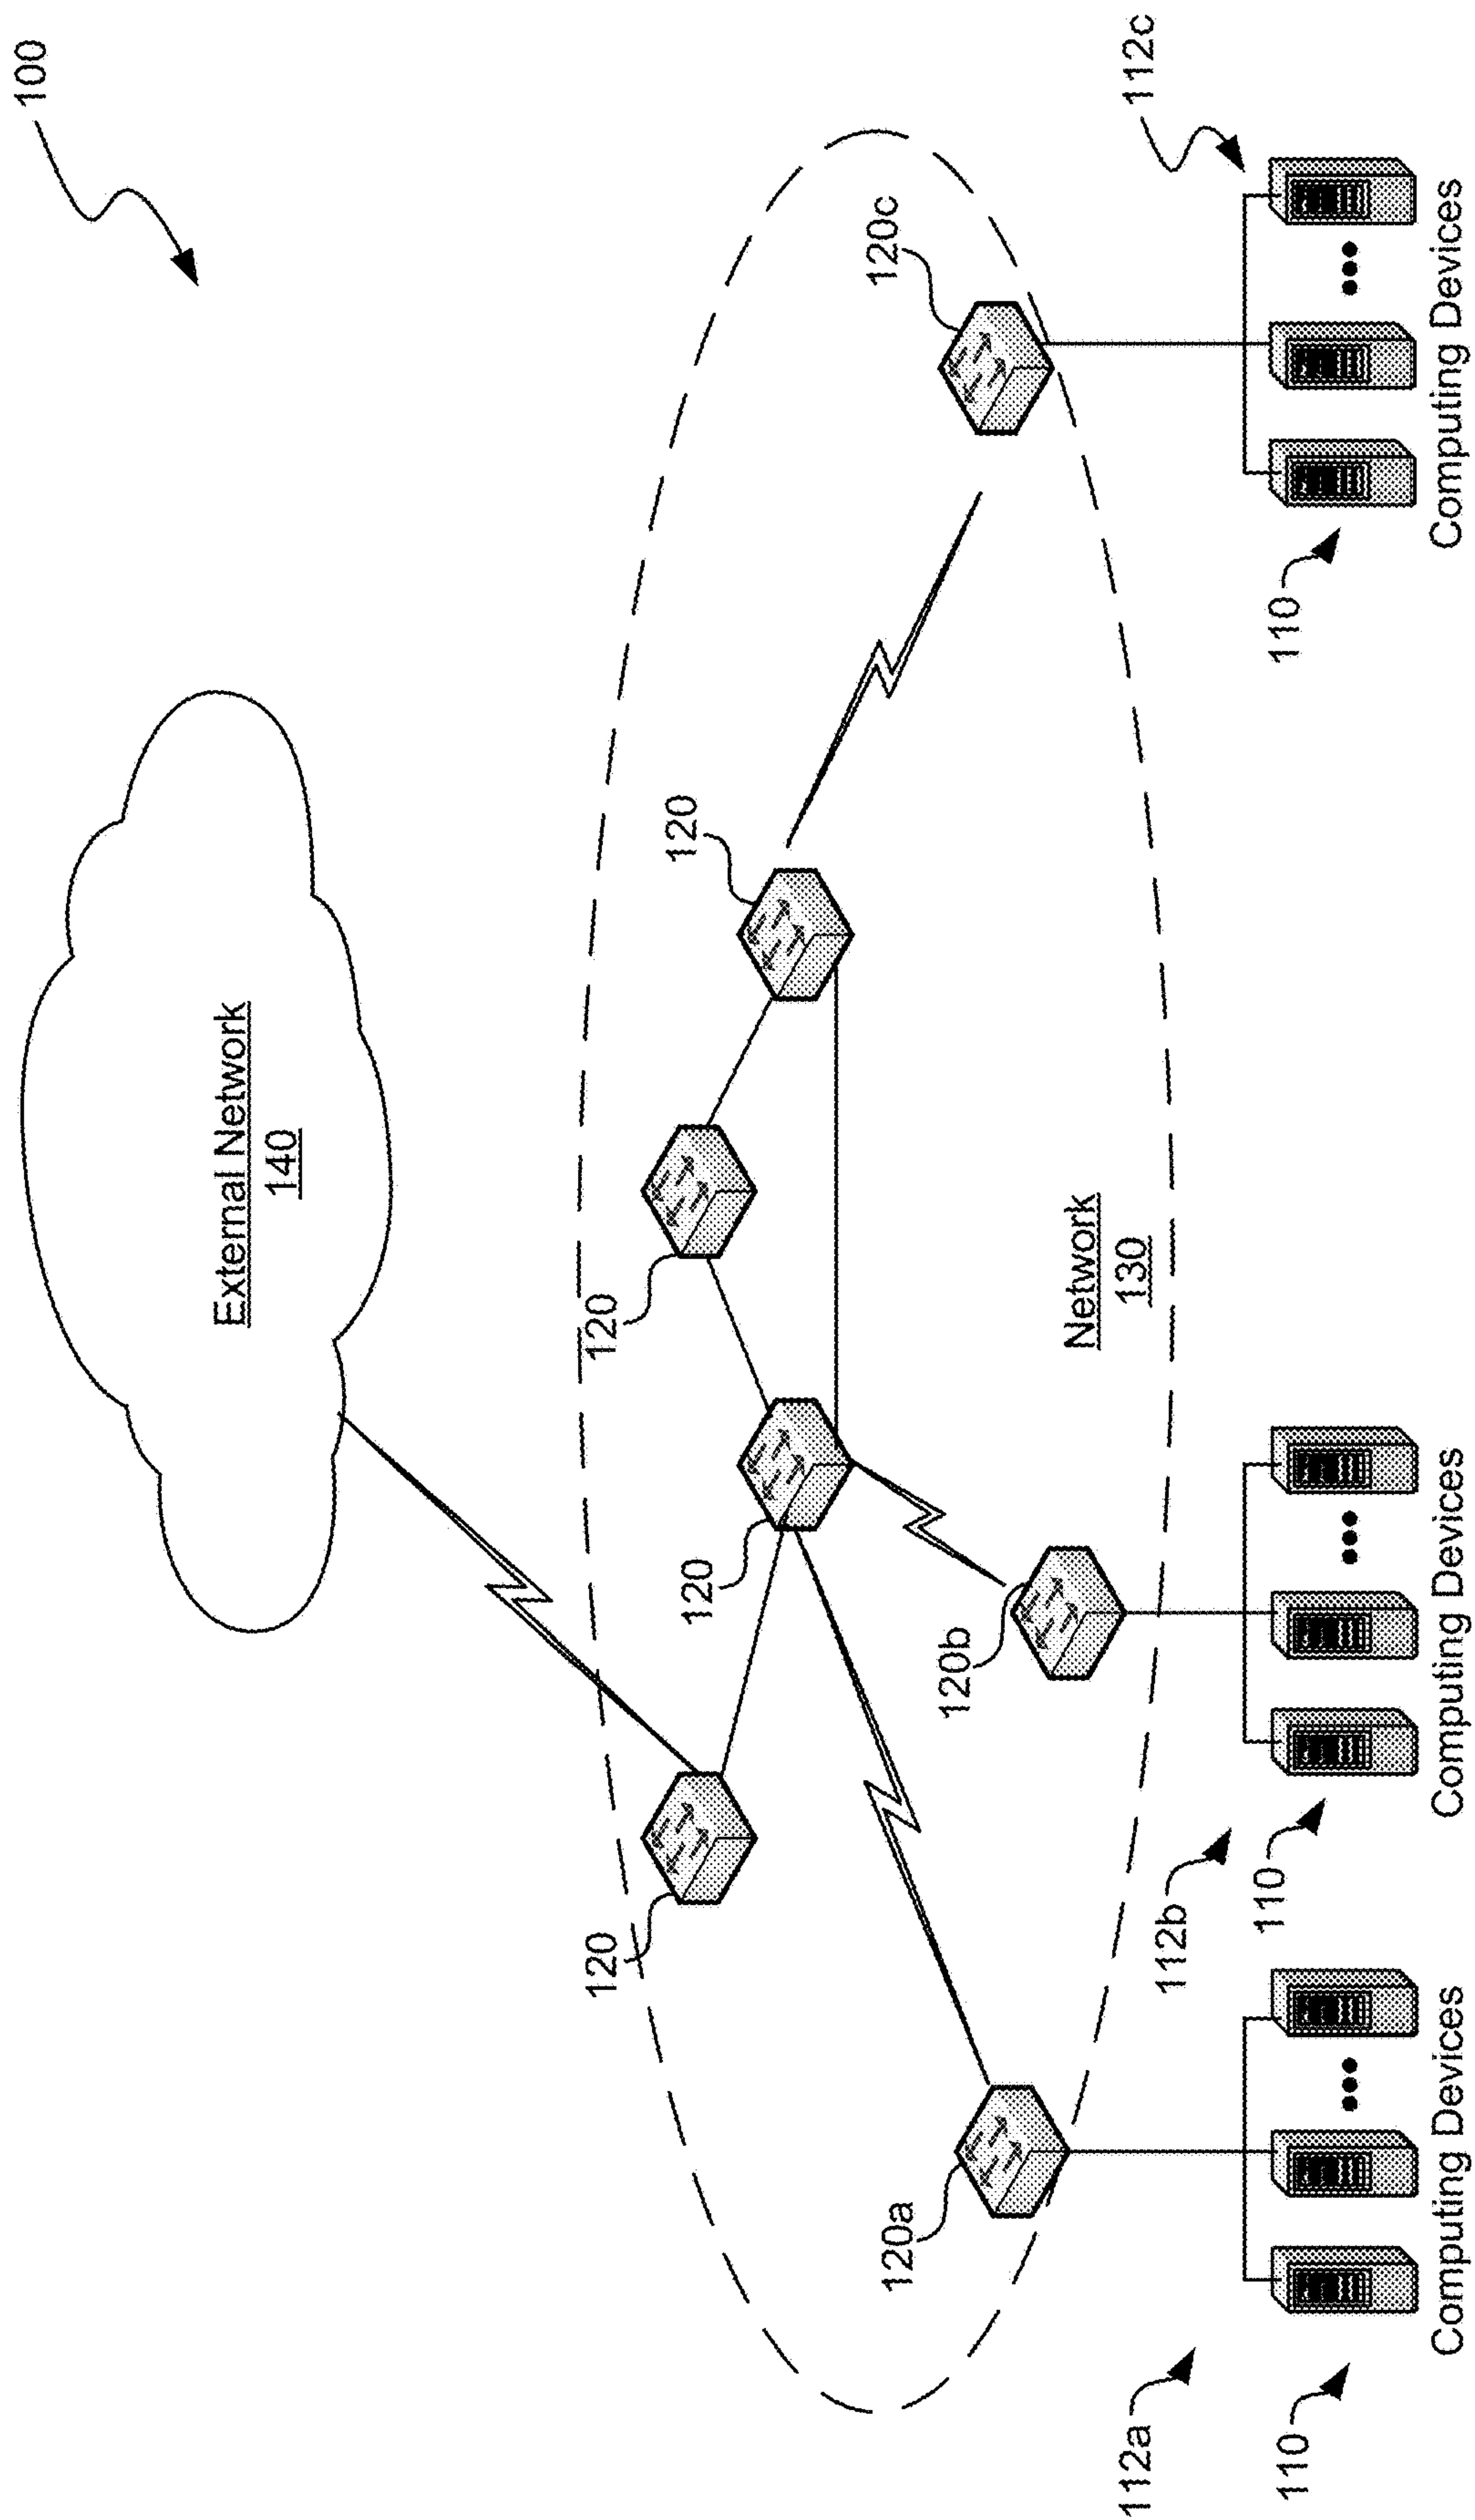 100
External Network
140
120
120
120
120
120c
120a
120b
Network
130
112a
112b
112c
110
110
110
Computing Devices
Computing Devices
Computing Devices